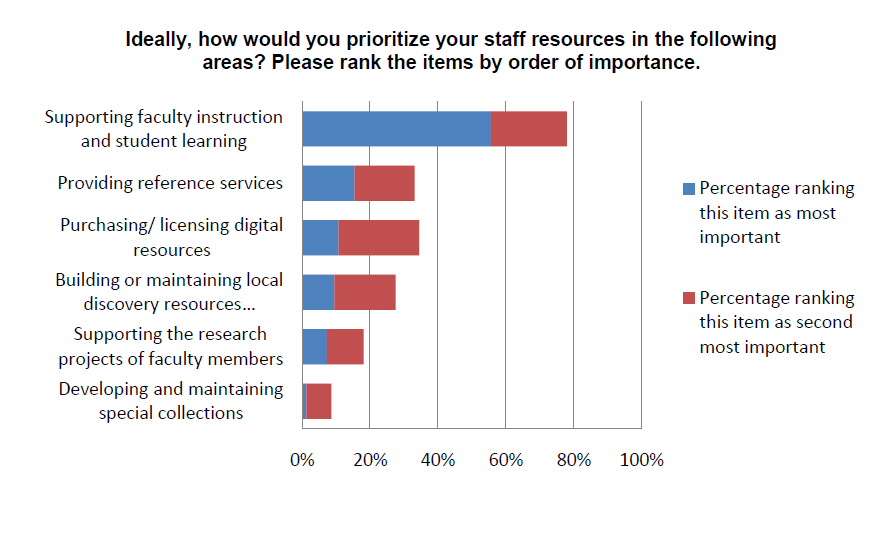 Ideally, how would you prioritize your staff resources in the following
areas? Please rank the items by order of importance.
Supporting faculty instruction
and student learning
Providing reference services
Purchasing/ licensing digital
resources
Building or maintaining local
discovery resources...
Supporting the research
projects of faculty members
Developing and maintaining
special collections
0% 20% 40% 60% 80% 100%
Percentage ranking
this item as most
important
Percentage ranking
this item as second
most important